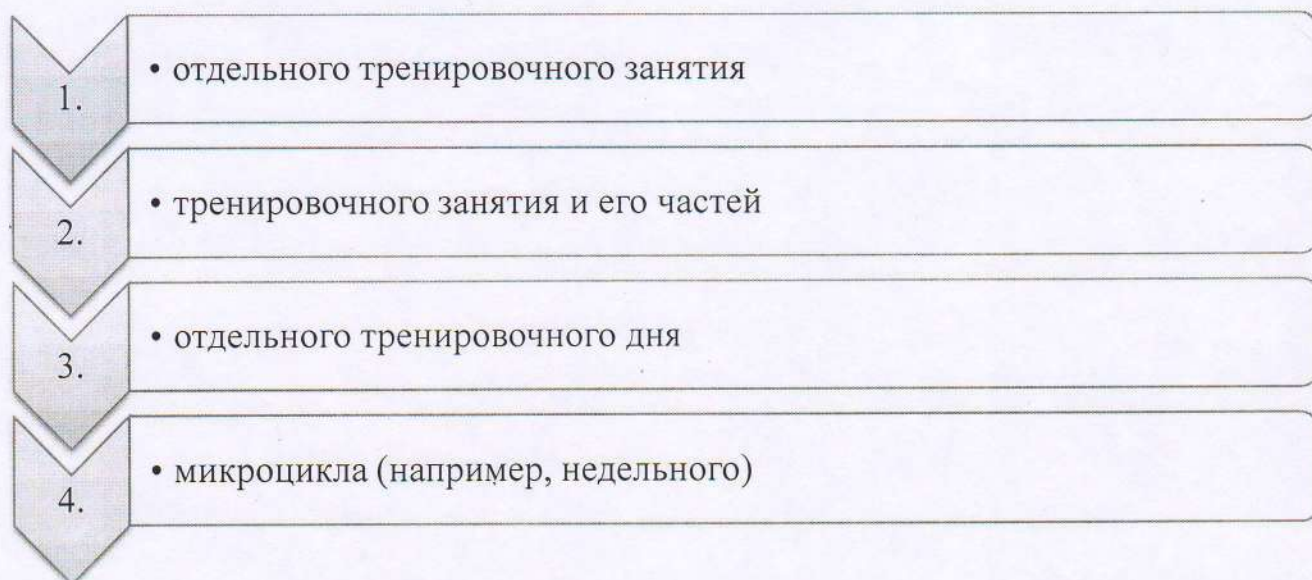 1. • отдельного тренировочного занятия
2. • тренировочного занятия и его частей
3. • отдельного тренировочного дня
4. • микроцикла (например, недельного)